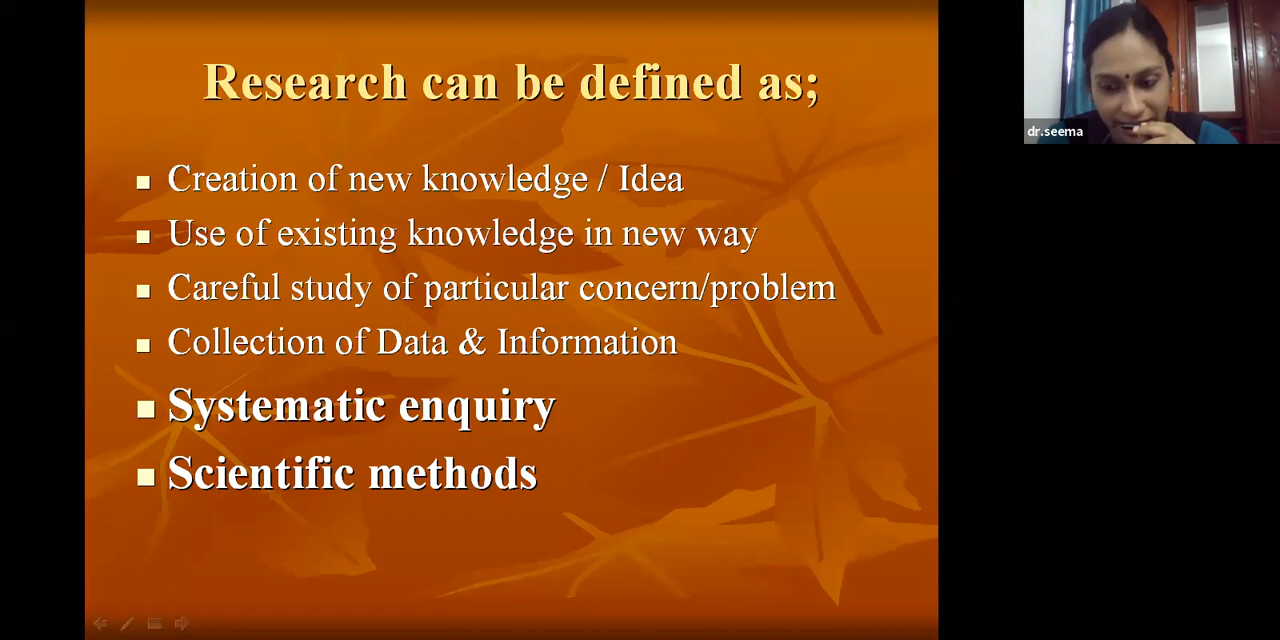 Research can be defined as;
Creation of new knowledge / Idea
Use of existing knowledge in new way
Careful study of particular concern/problem
Collection of Data & Information
Systematic enquiry
Scientific methods
dr.seema